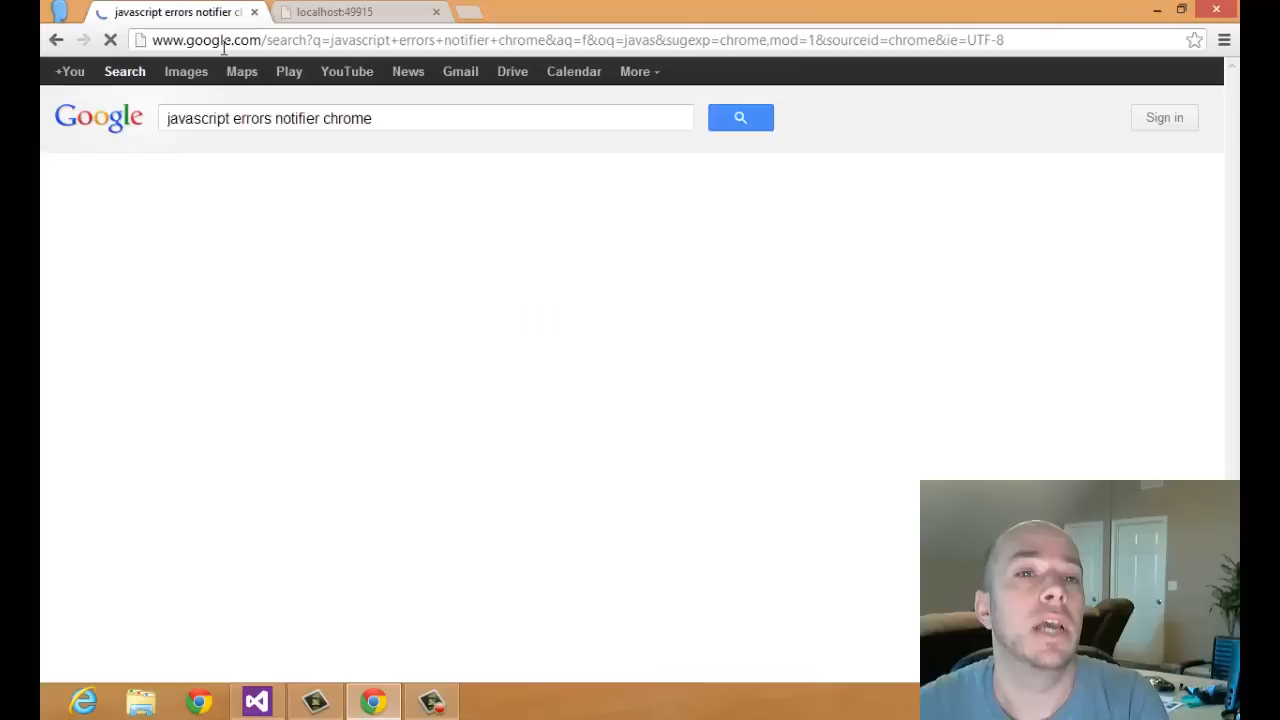 javascript errors notifier c
localhost:49915
www.google.com/search?q=javascript+errors+notifier+chrome&aq=f&oq=javas&sugexp=chrome,mod=1&sourceid=chrome&ie=UTF-8
+You Search Images Maps Play YouTube News Gmail Drive Calendar More
Google javascript errors notifier chrome Sign in